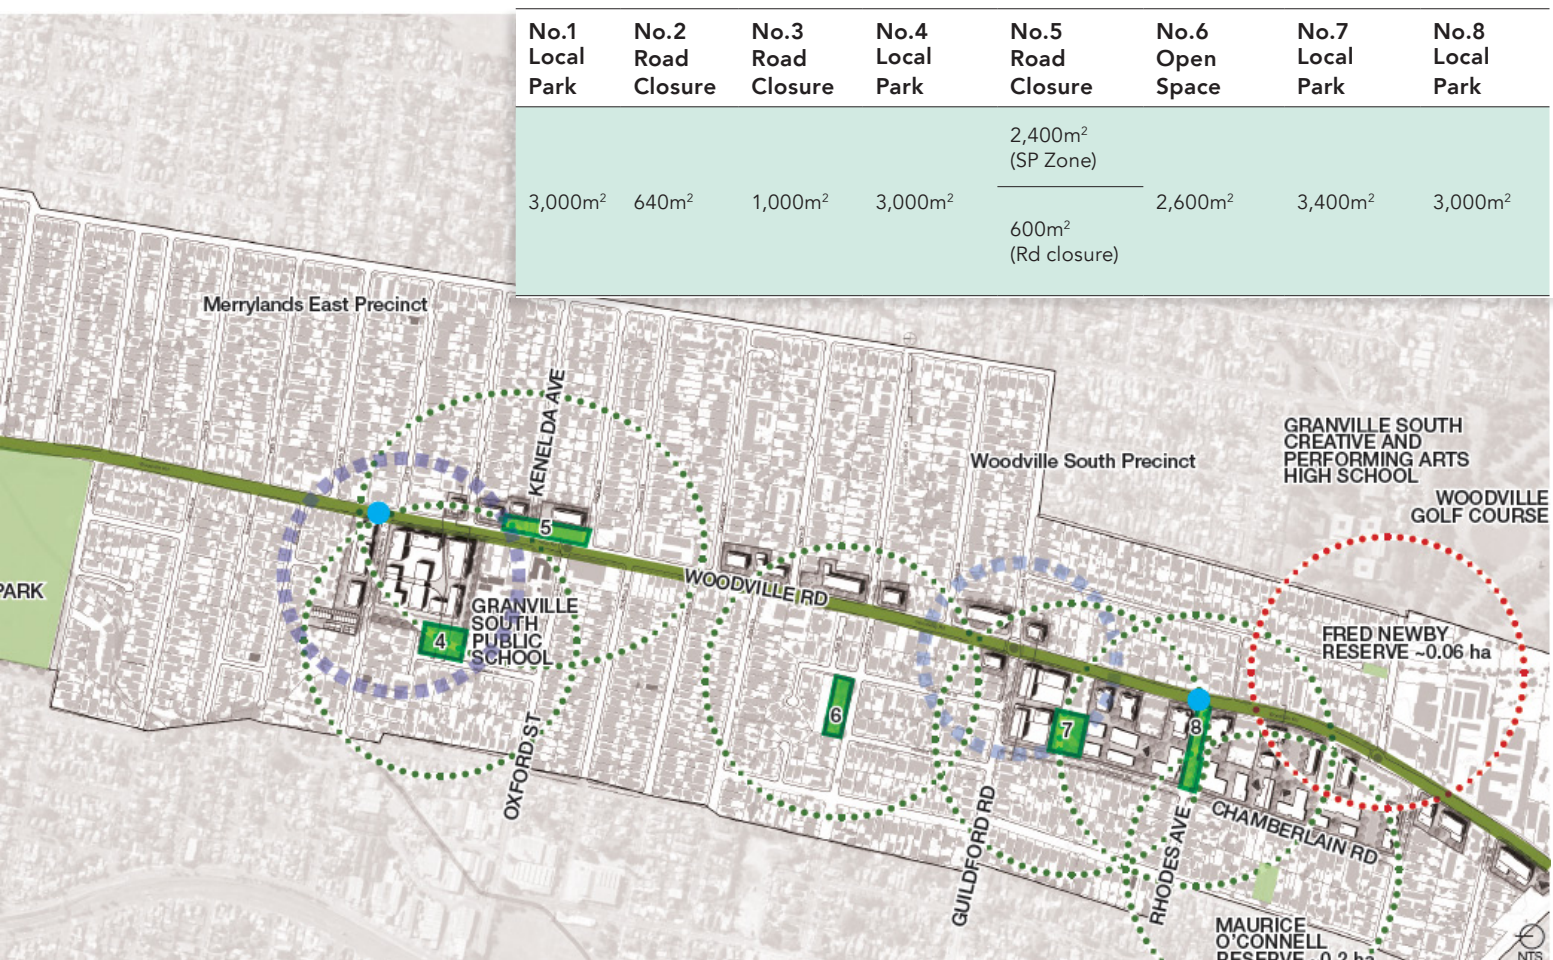 No.1 Local Park
No.2 Road Closure
No.3 Road Closure
No.4 Local Park
No.5 Road Closure
No.6 Open Space
No.7 Local Park
No.8 Local Park
3,000m²
640m²
1,000m²
3,000m²
2,400m²
(SP Zone)
600m²
(Rd closure)
2,600m²
3,400m²
3,000m²
Merrylands East Precinct
KENELDA AVE
Woodville South Precinct
GRANVILLE SOUTH
CREATIVE AND
PERFORMING ARTS
HIGH SCHOOL
WOODVILLE
GOLF COURSE
5
WOODVILLE RD
PARK
GRANVILLE
SOUTH
PUBLIC
SCHOOL
4
FRED NEWBY
RESERVE ~0.06 ha
6
7
8
OXFORD ST
GUILDFORD RD
RHODES AVE
CHAMBERLAIN RD
MAURICE
O'CONNELL
RESERVE ~0.2 ha
NTS